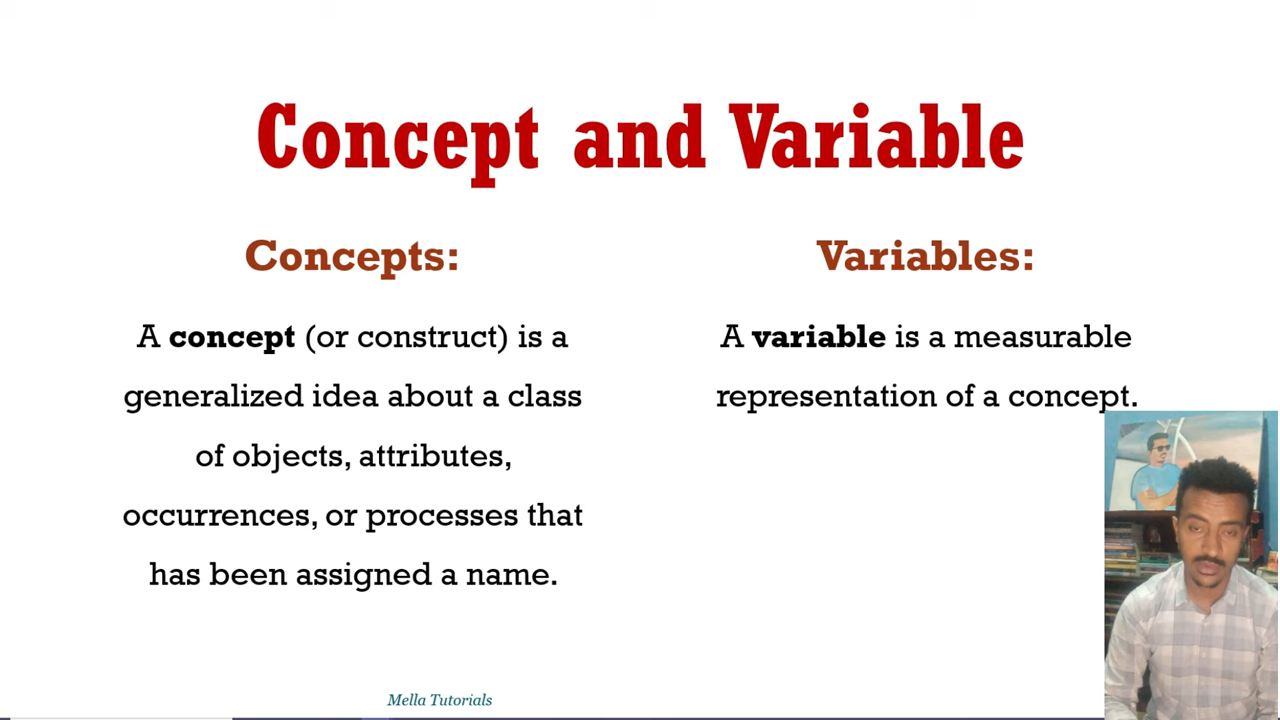 Concept and Variable
Concepts:
A concept (or construct) is a
generalized idea about a class
of objects, attributes,
occurrences, or processes that
has been assigned a name.
Variables:
A variable is a measurable
representation of a concept.
Mella Tutorials